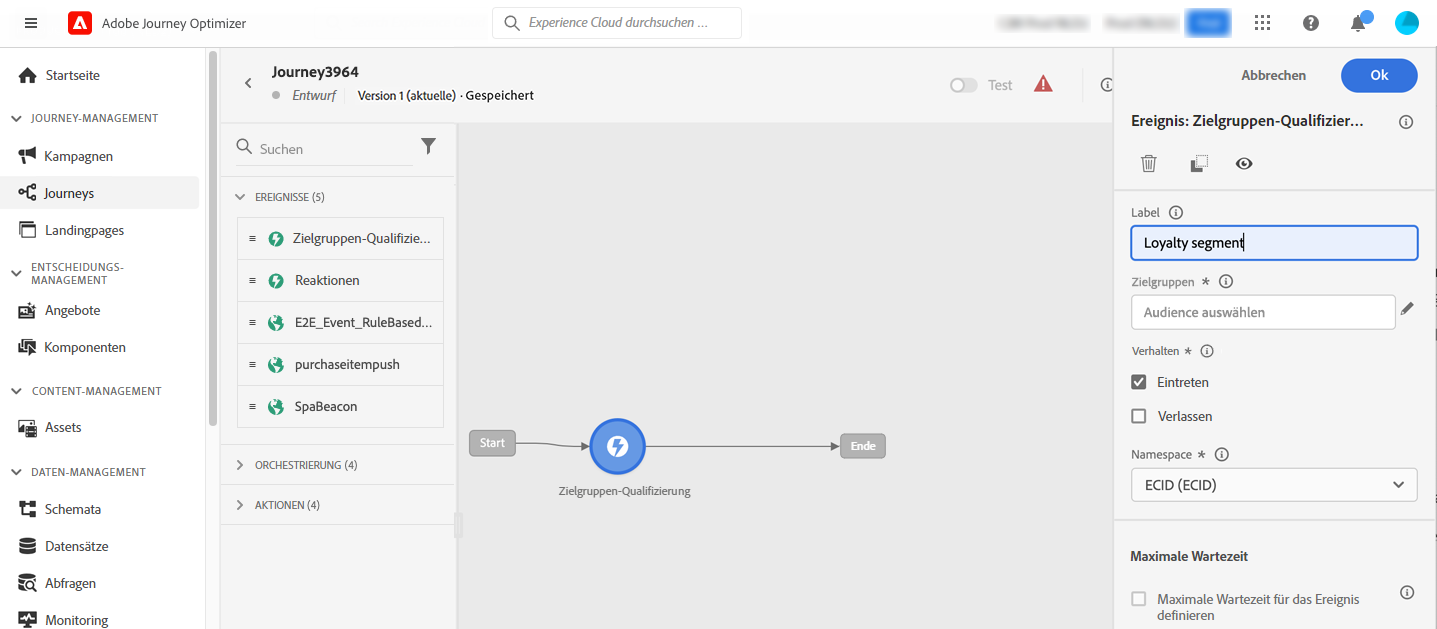 Adobe Journey Optimizer
Experience Cloud durchsuchen ...
Startseite
JOURNEY-MANAGEMENT
Kampagnen
Journeys
Landingpages
ENTSCHEIDUNGS-
MANAGEMENT
Angebote
Komponenten
CONTENT-MANAGEMENT
Assets
DATEN-MANAGEMENT
Schemata
Datensätze
Abfragen
Monitoring
Journey3964
Entwurf
Version 1 (aktuelle) · Gespeichert
Test
Suchen
EREIGNISSE (5)
Zielgruppen-Qualifizie...
Reaktionen
E2E_Event_RuleBased...
purchaseitempush
SpaBeacon
ORCHESTRIERUNG (4)
AKTIONEN (4)
Start
Ende
Zielgruppen-Qualifizierung
Abbrechen
Ok
Ereignis: Zielgruppen-Qualifizier...
Label
Loyalty segment
Zielgruppen *
Audience auswählen
Verhalten *
Eintreten
Verlassen
Namespace *
ECID (ECID)
Maximale Wartezeit
Maximale Wartezeit für das Ereignis
definieren